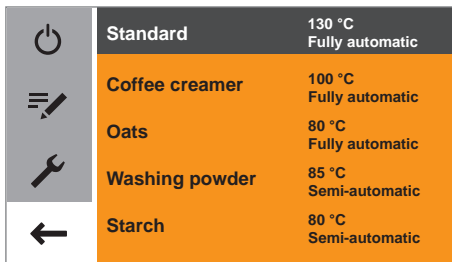 Standard 130 °C
Fully automatic
Coffee creamer 100 °C
Fully automatic
Oats 80 °C
Fully automatic
Washing powder 85 °C
Semi-automatic
Starch 80 °C
Semi-automatic